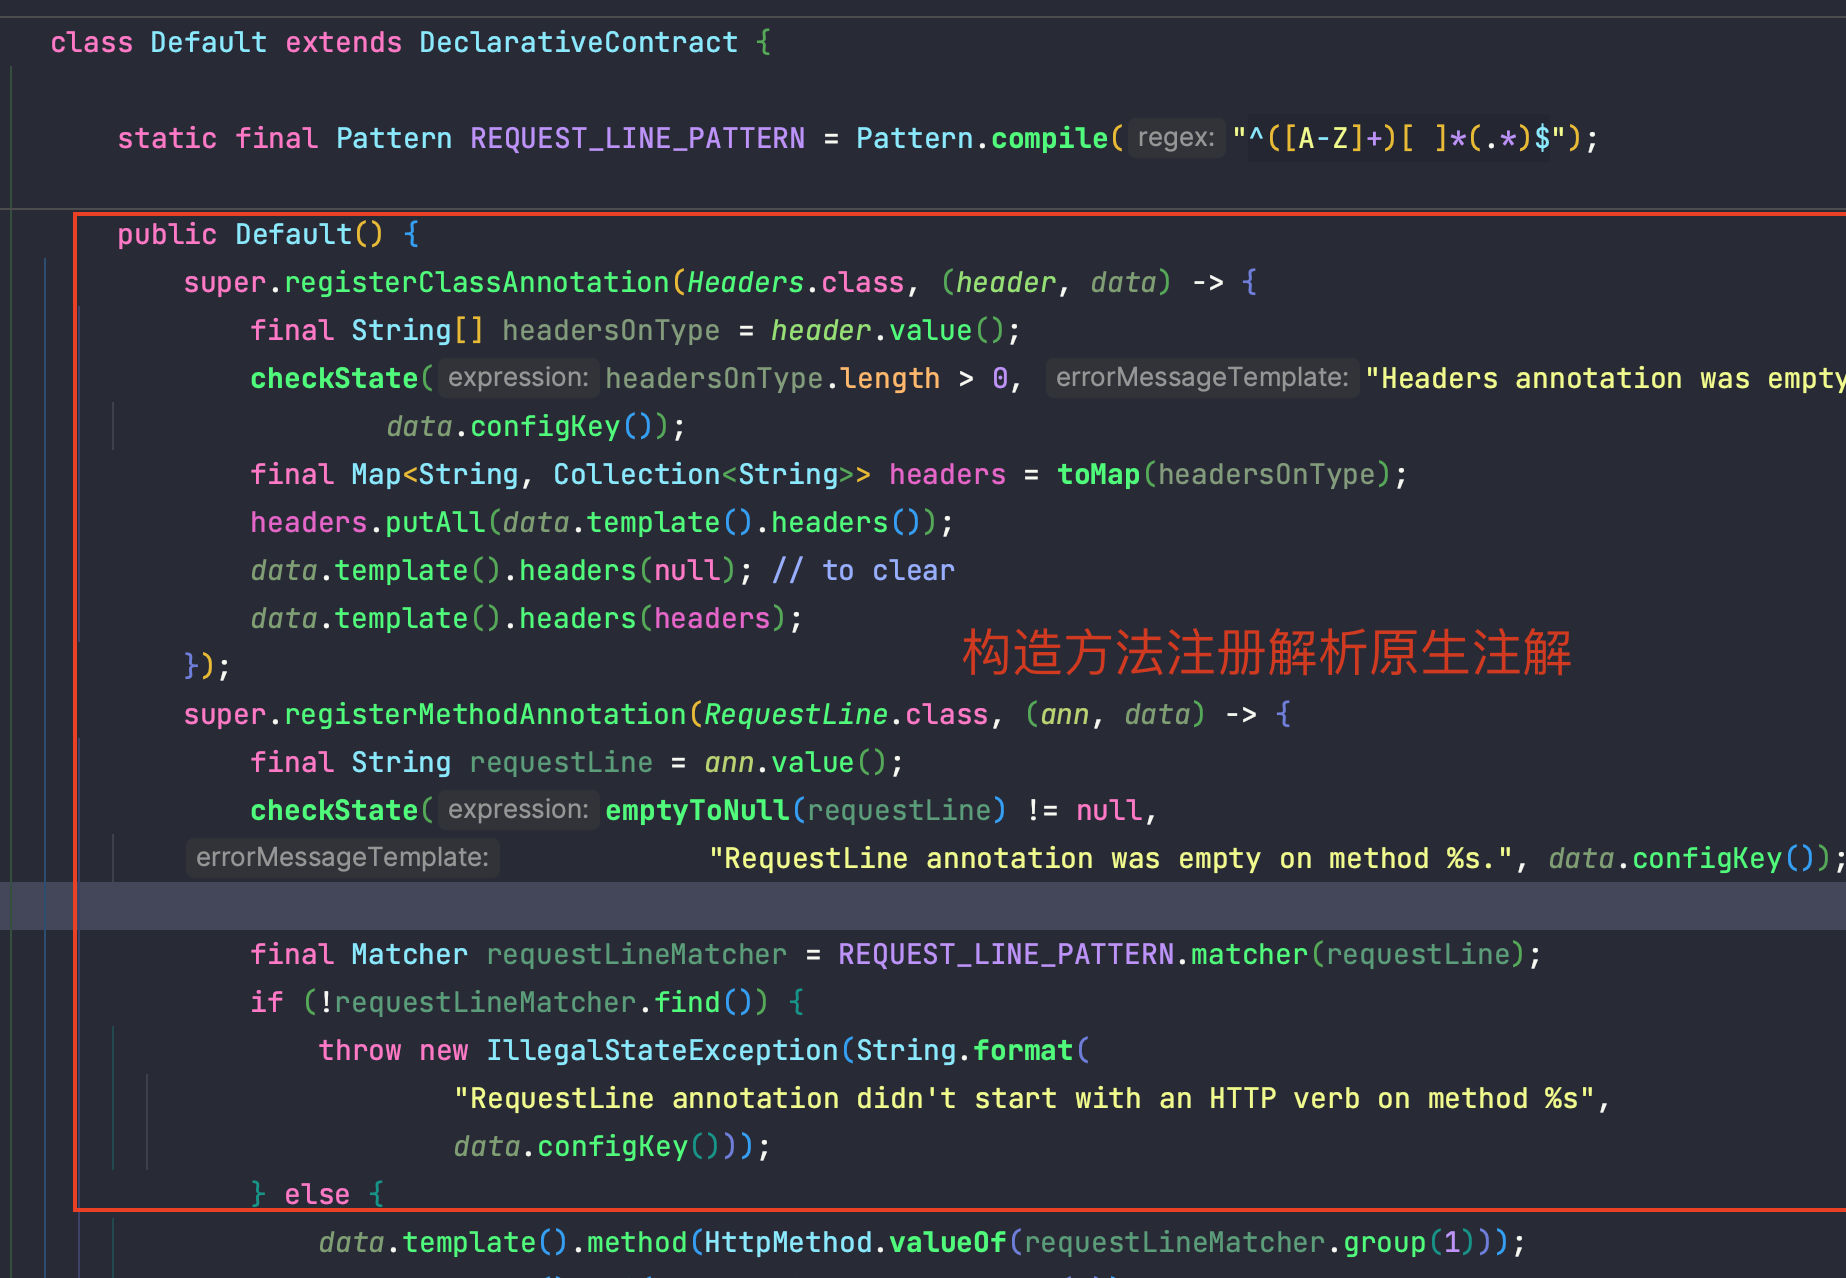 class Default extends DeclarativeContract {
static final Pattern REQUEST_LINE_PATTERN = Pattern.compile( regex: "^([A-Z]+)[ ]*(.*)$");
public Default() {
super.registerClassAnnotation(Headers.class, (header, data) -> {
final String[] headersOnType = header.value();
checkState( expression: headersOnType.length > 0, errorMessageTemplate: "Headers annotation was empty
data.configKey());
final Map<String, Collection<String>> headers = toMap(headersOnType);
headers.putAll(data.template().headers());
data.template().headers(null); // to clear
data.template().headers(headers);
构造方法注册解析原生注解
});
super.registerMethodAnnotation(RequestLine.class, (ann, data) -> {
final String requestLine = ann.value();
checkState( expression: emptyToNull(requestLine) != null,
errorMessageTemplate: "RequestLine annotation was empty on method %s.", data.configKey());
final Matcher requestLineMatcher = REQUEST_LINE_PATTERN.matcher(requestLine);
if (!requestLineMatcher.find()) {
throw new IllegalStateException(String.format(
"RequestLine annotation didn't start with an HTTP verb on method %s",
data.configKey()));
} else {
data.template().method(HttpMethod.valueOf(requestLineMatcher.group(1)));